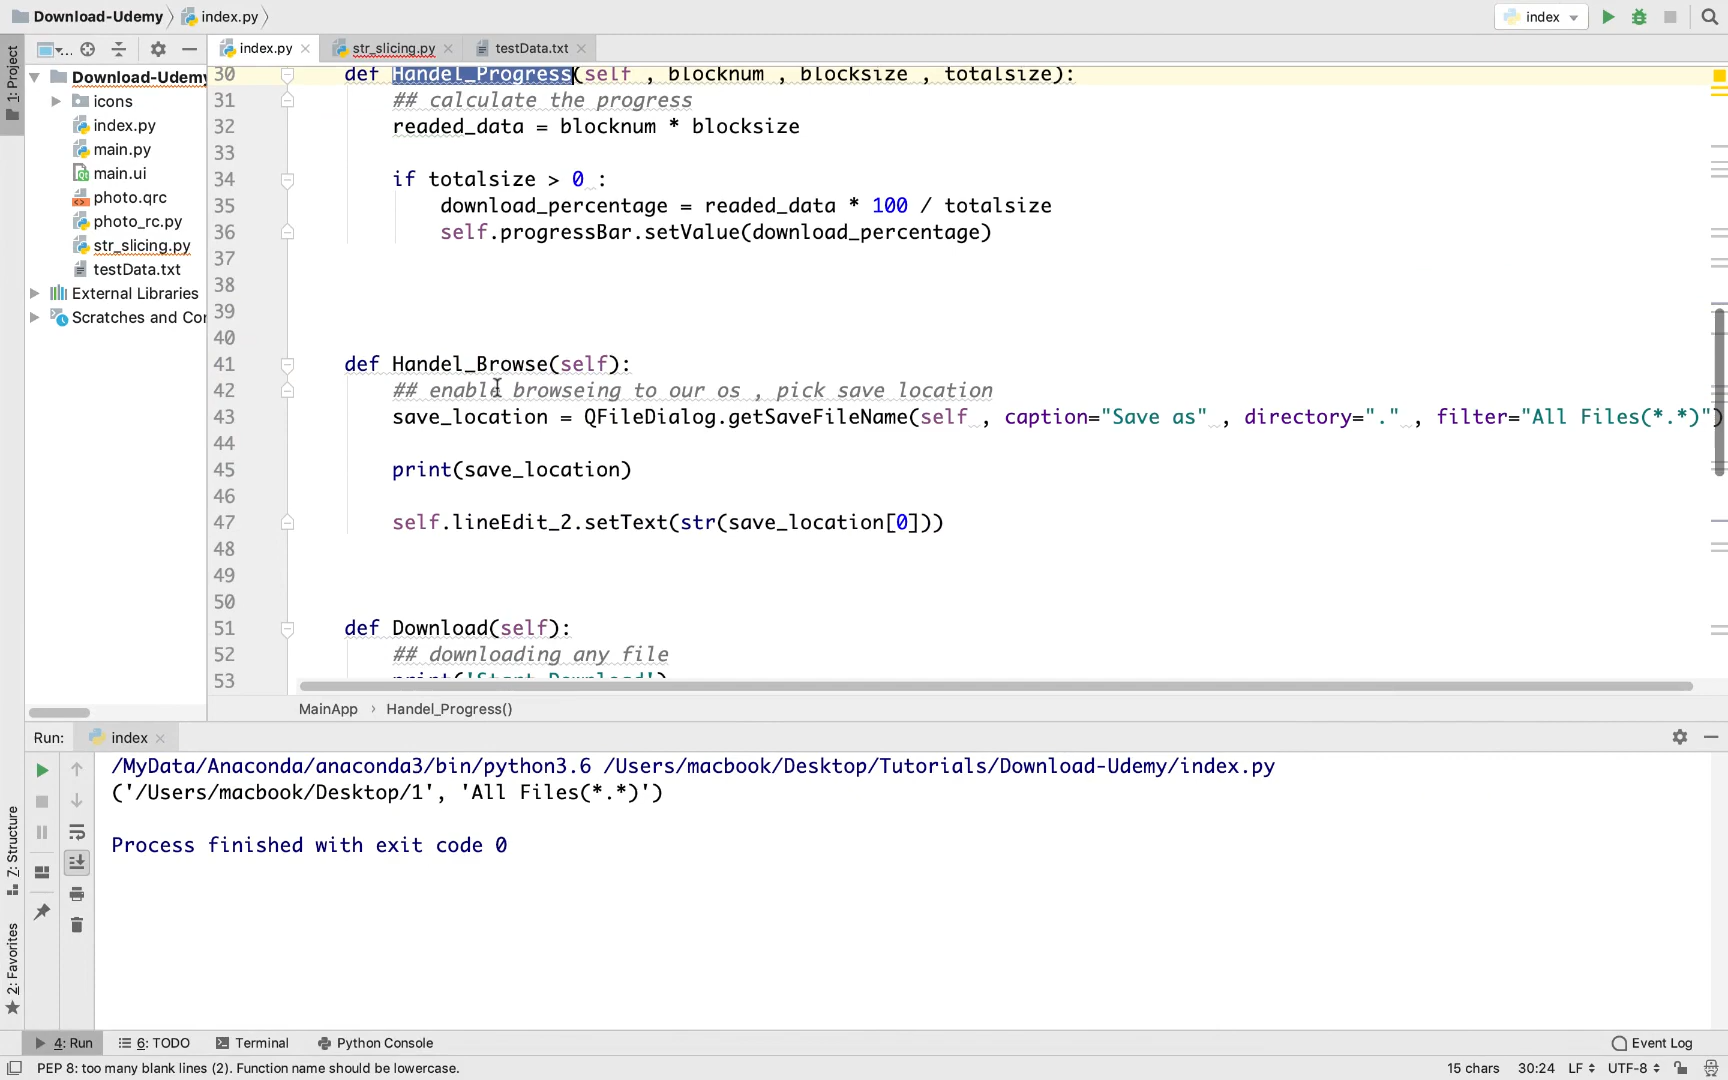 Download-Udemy index.py
index
1: Project
...
index.py
str_slicing.py
testData.txt
Download-Udemy
icons
index.py
main.py
main.ui
photo.qrc
photo_rc.py
str_slicing.py
testData.txt
External Libraries
Scratches and Cor
30 def Handel_Progress(self , blocknum , blocksize , totalsize):
31 ## calculate the progress
32 readed_data = blocknum * blocksize
33
34 if totalsize > 0 :
35 download_percentage = readed_data * 100 / totalsize
36 self.progressBar.setValue(download_percentage)
37
38
39
40
41 def Handel_Browse(self):
42 ## enable browseing to our os , pick save location
43 save_location = QFileDialog.getSaveFileName(self , caption="Save as" , directory="." , filter="All Files(*.*)")
44
45 print(save_location)
46
47 self.lineEdit_2.setText(str(save_location[0]))
48
49
50
51 def Download(self):
52 ## downloading any file
53 print('Start Download')
MainApp › Handel_Progress()
Run: index
/MyData/Anaconda/anaconda3/bin/python3.6 /Users/macbook/Desktop/Tutorials/Download-Udemy/index.py
('/Users/macbook/Desktop/1', 'All Files(*.*)')
Process finished with exit code 0
7: Structure
2: Favorites
4: Run 6: TODO Terminal Python Console Event Log
PEP 8: too many blank lines (2). Function name should be lowercase. 15 chars 30:24 LF UTF-8